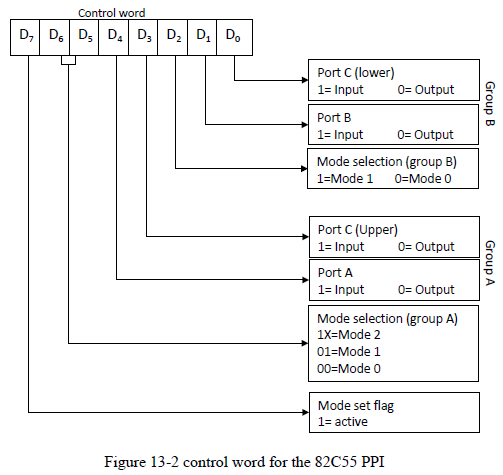 Control word
D7 D6 D5 D4 D3 D2 D1 D0
Port C (lower)
1= Input 0= Output
Port B
1= Input 0= Output
Mode selection (group B)
1=Mode 1 0=Mode 0
Group B
Port C (Upper)
1= Input 0= Output
Port A
1= Input 0= Output
Mode selection (group A)
1X=Mode 2
01=Mode 1
00=Mode 0
Group A
Mode set flag
1= active
Figure 13-2 control word for the 82C55 PPI